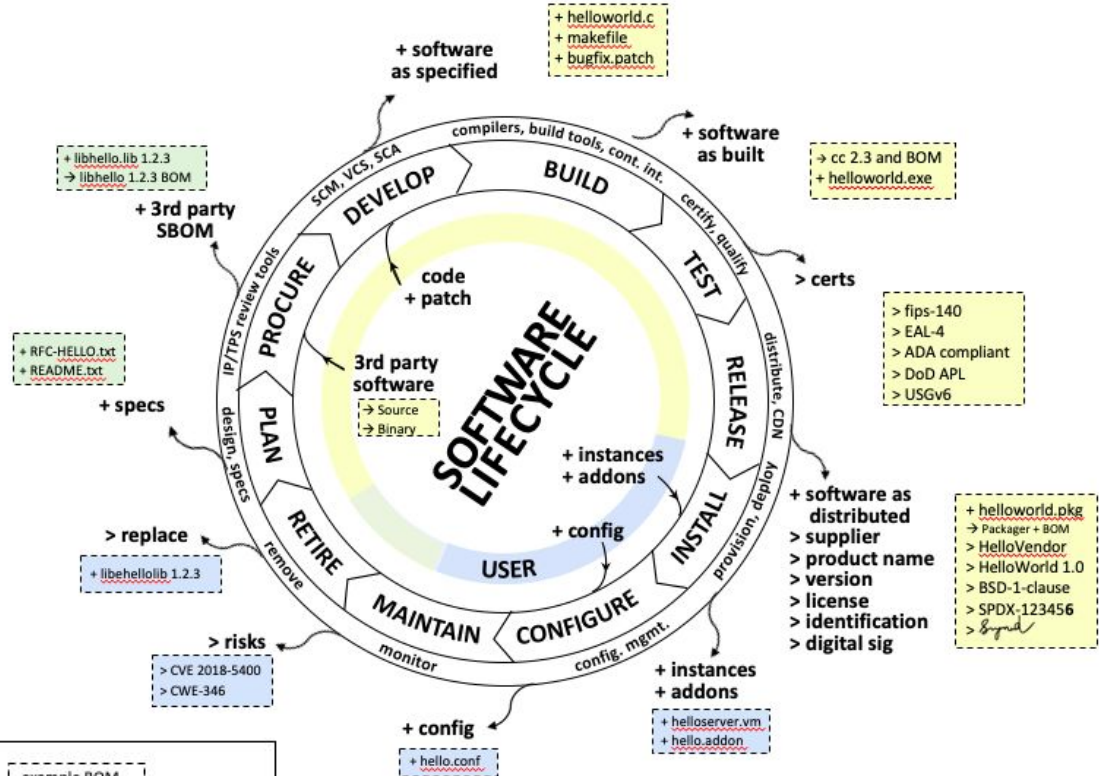 + helloworld.c
+ makefile
+ bugfix.patch
+ software
as specified
+ software
as built
→ cc 2.3 and BOM
+ helloworld.exe
+ libhello.lib 1.2.3
→ libhello 1.2.3 BOM
+ 3rd party
SBOM
> certs
> fips-140
> EAL-4
> ADA compliant
> DoD APL
> USGv6
+ RFC-HELLO.txt
+ README.txt
+ specs
> replace
+ libehellolib 1.2.3
> risks
> CVE 2018-5400
> CWE-346
+ config
+ hello.conf
+ instances
+ addons
+ helloserver.vm
+ hello.addon
+ software as
distributed
> supplier
> product name
> version
> license
> identification
> digital sig
+ helloworld.pkg
→ Packager + BOM
> HelloVendor
> HelloWorld 1.0
> BSD-1-clause
> SPDX-123456
> Signed
compilers, build tools, cont. int.
certify, qualify
distribute, CDN
provision, deploy
config. mgmt.
monitor
remove
design, specs
IP/TPS review tools
SCM, VCS, SCA
DEVELOP
BUILD
TEST
RELEASE
INSTALL
CONFIGURE
MAINTAIN
RETIRE
PLAN
PROCURE
code
+ patch
3rd party
software
→ Source
→ Binary
SOFTWARE
LIFECYCLE
+ instances
+ addons
+ config
USER
example BOM